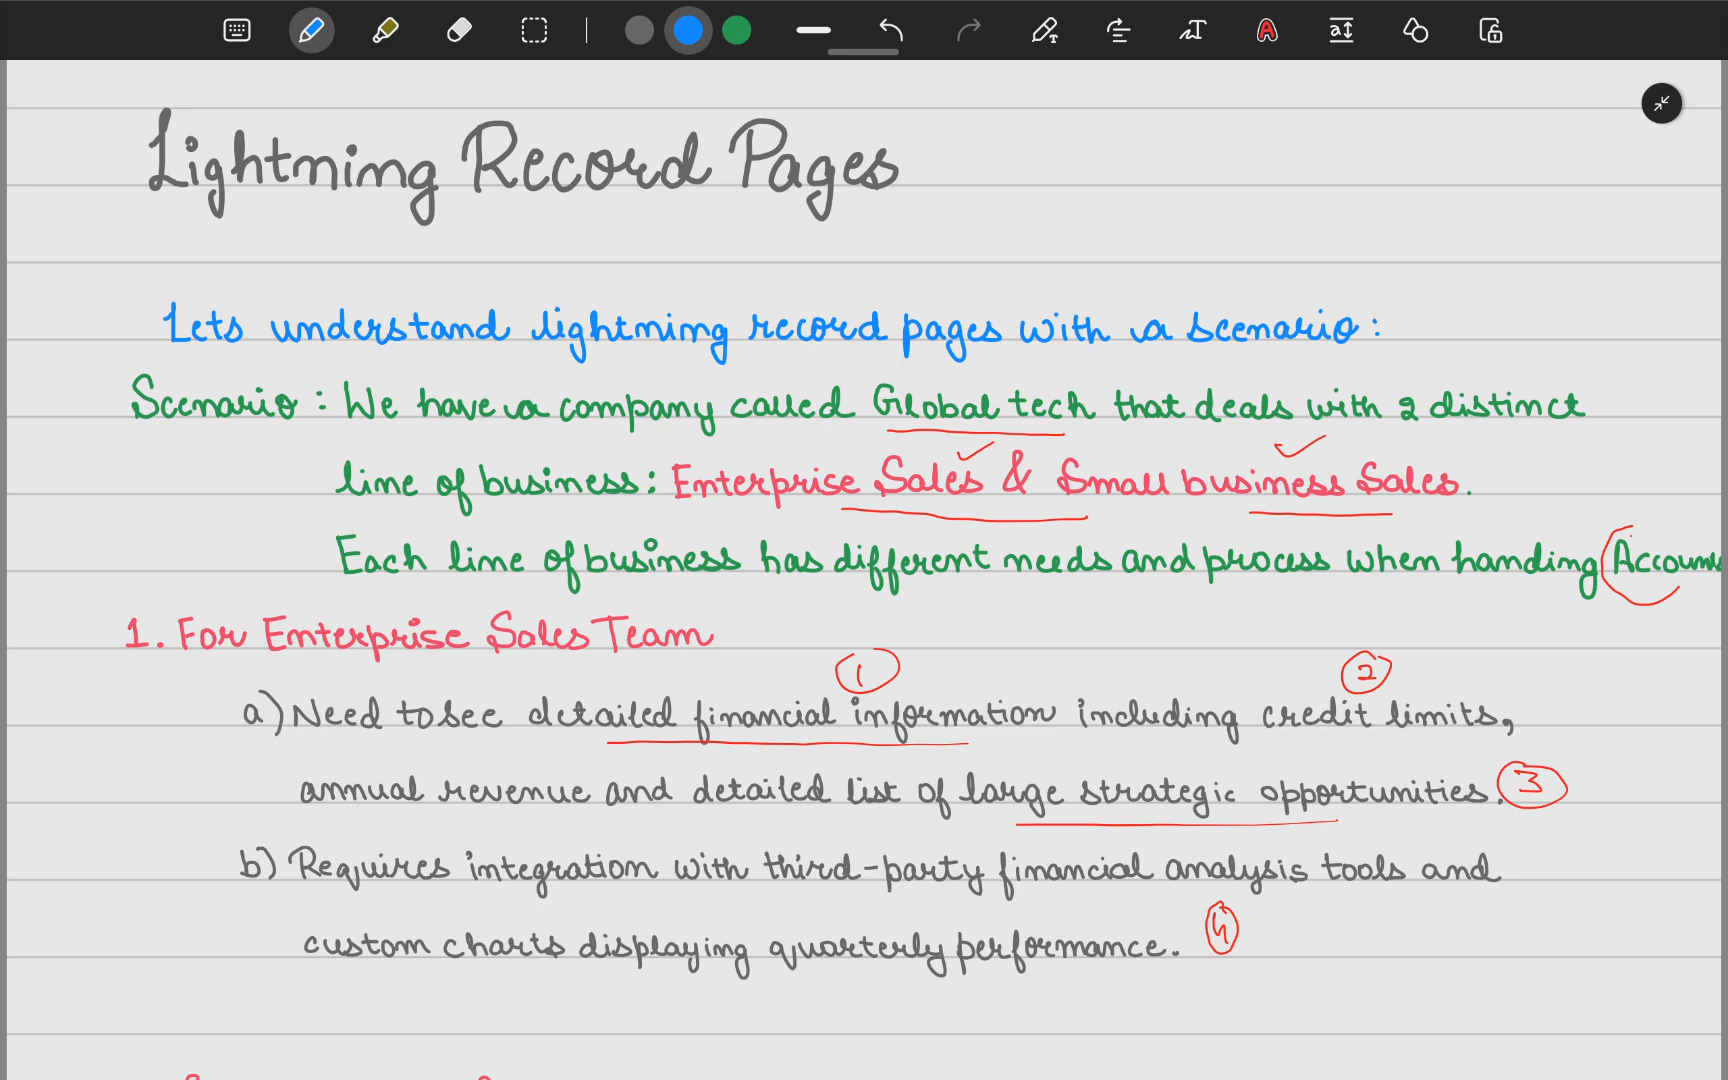 Lightning Record Pages
Lets understand lightning record pages with a scenario:
Scenario: We have a company called Global tech that deals with 2 distinct
line of business: Enterprise Sales & Small business Sales.
Each line of business has different needs and process when handing
1. For Enterprise Sales Team
1 2
a) Need to see detailed financial information including credit limits,
annual revenue and detailed list of large strategic opportunities. 3
b) Requires integration with third-party financial analysis tools and
custom charts displaying quarterly performance. 4